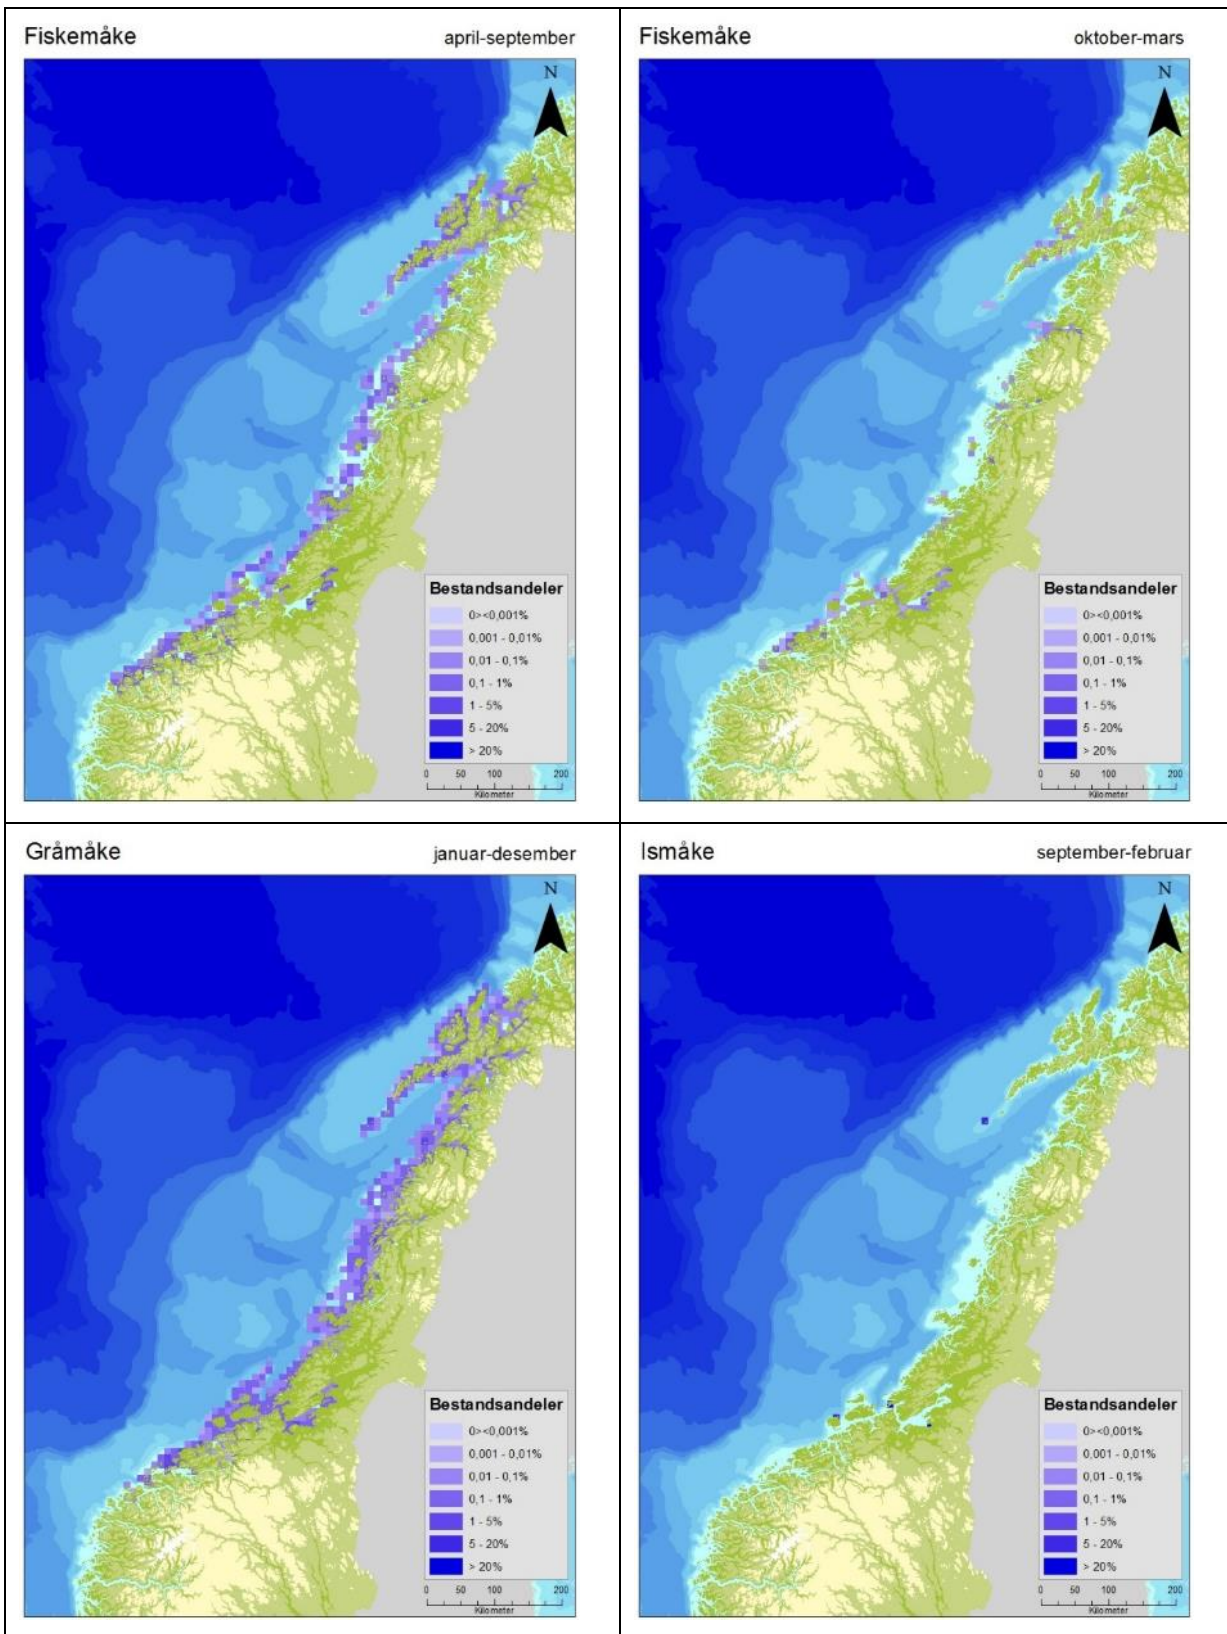 Fiskemåke april-september
N
Bestandsandeler
0><0,001%
0,001 - 0,01%
0,01 - 0,1%
0,1 - 1%
1 - 5%
5 - 20%
> 20%
0 50 100 200
Kilometer
Fiskemåke oktober-mars
N
Bestandsandeler
0><0,001%
0,001 - 0,01%
0,01 - 0,1%
0,1 - 1%
1 - 5%
5 - 20%
> 20%
0 50 100 200
Kilometer
Gråmåke januar-desember
N
Bestandsandeler
0><0,001%
0,001 - 0,01%
0,01 - 0,1%
0,1 - 1%
1 - 5%
5 - 20%
> 20%
0 50 100 200
Kilometer
Ismåke september-februar
N
Bestandsandeler
0><0,001%
0,001 - 0,01%
0,01 - 0,1%
0,1 - 1%
1 - 5%
5 - 20%
> 20%
0 50 100 200
Kilometer